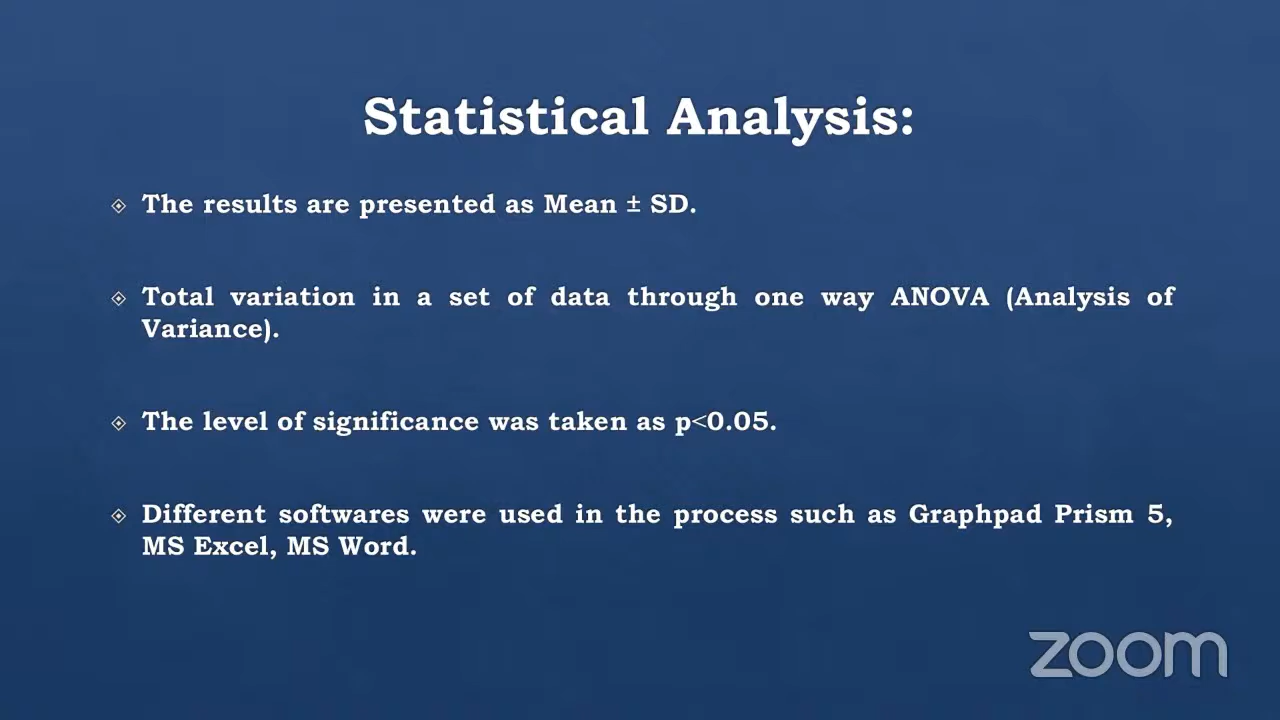 Statistical Analysis:
The results are presented as Mean ± SD.
Total variation in a set of data through one way ANOVA (Analysis of
Variance).
The level of significance was taken as p<0.05.
Different softwares were used in the process such as Graphpad Prism 5,
MS Excel, MS Word.
zoom